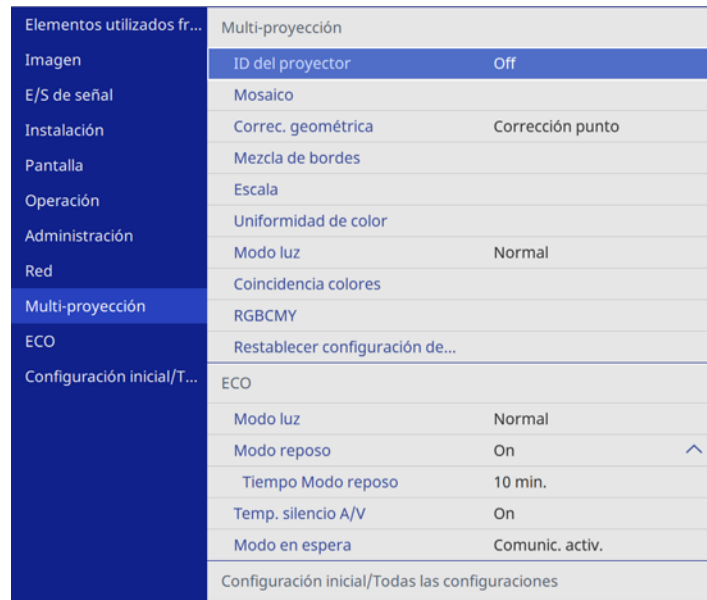 Elementos utilizados fr...
Imagen
E/S de señal
Instalación
Pantalla
Operación
Administración
Red
Multi-proyección
ECO
Configuración inicial/T...
Multi-proyección
ID del proyector Off
Mosaico
Correc. geométrica Corrección punto
Mezcla de bordes
Escala
Uniformidad de color
Modo luz Normal
Coincidencia colores
RGBCMY
Restablecer configuración de...
ECO
Modo luz Normal
Modo reposo On
Tiempo Modo reposo 10 min.
Temp. silencio A/V On
Modo en espera Comunic. activ.
Configuración inicial/Todas las configuraciones